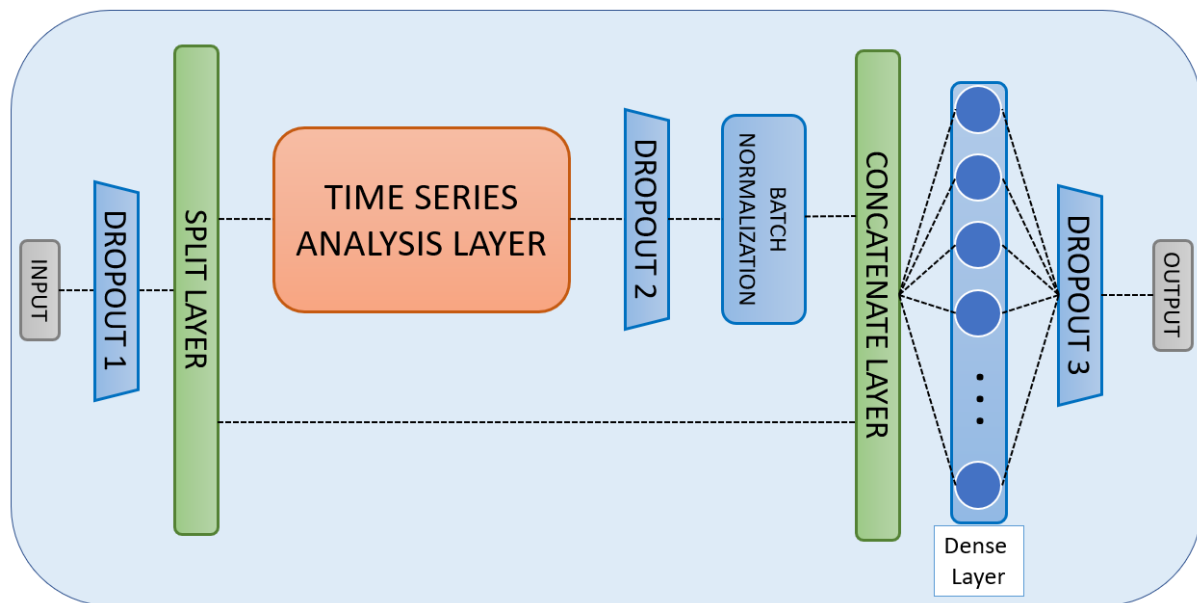 INPUT
DROPOUT 1
SPLIT LAYER
TIME SERIES
ANALYSIS LAYER
DROPOUT 2
BATCH
NORMALIZATION
CONCATENATE LAYER
Dense
Layer
DROPOUT 3
OUTPUT